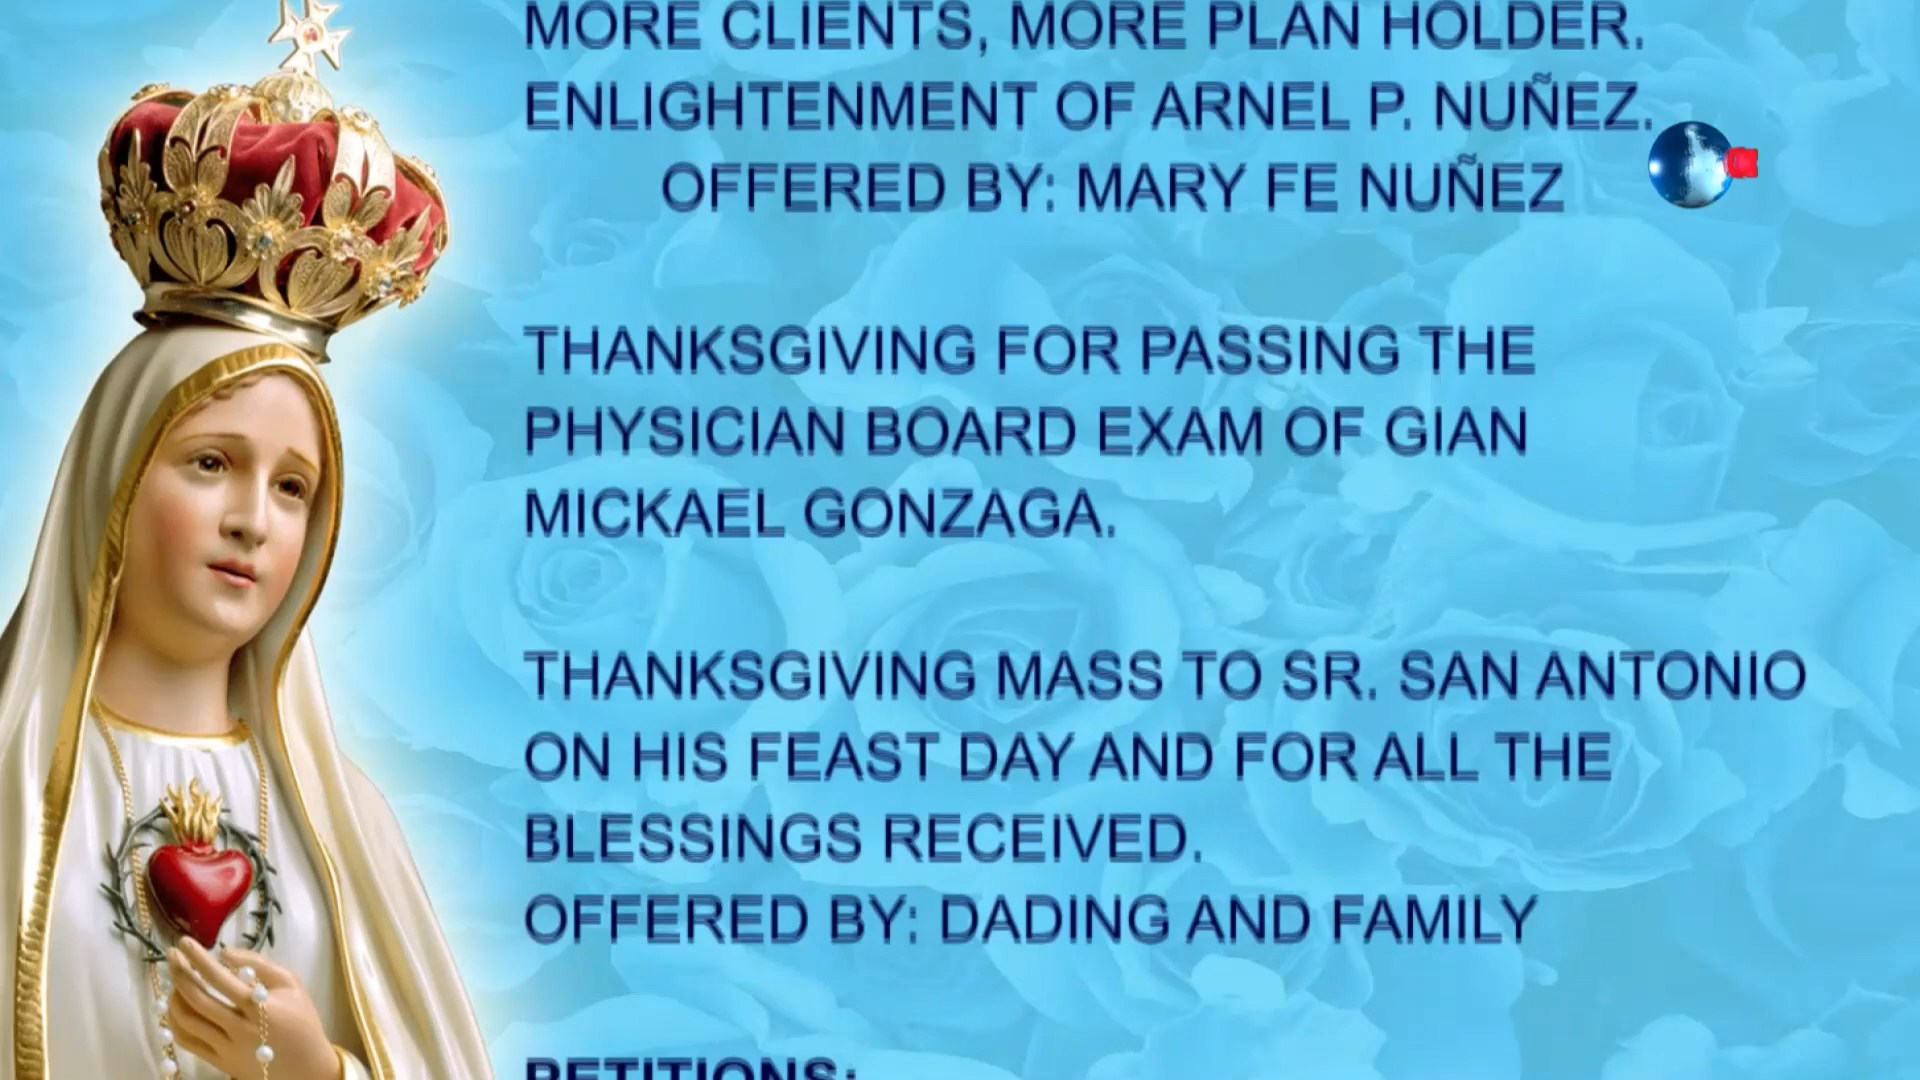 MORE CLIENTS, MORE PLAN HOLDER.
ENLIGHTENMENT OF ARNEL P. NUÑEZ.
OFFERED BY: MARY FE NUÑEZ
THANKSGIVING FOR PASSING THE
PHYSICIAN BOARD EXAM OF GIAN
MICKAEL GONZAGA.
THANKSGIVING MASS TO SR. SAN ANTONIO
ON HIS FEAST DAY AND FOR ALL THE
BLESSINGS RECEIVED.
OFFERED BY: DADING AND FAMILY
PETITIONS: